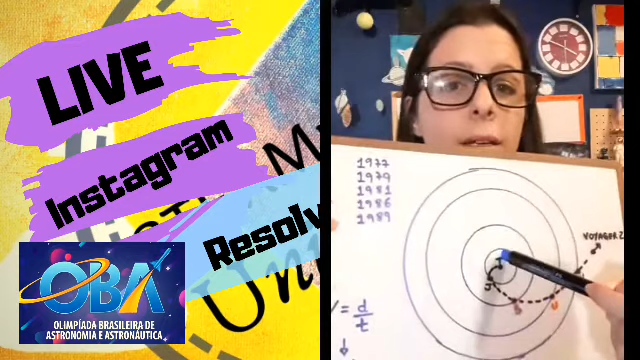 LIVE
Instagram
Resolv
OBA
OLIMPÍADA BRASILEIRA DE
ASTRONOMIA E ASTRONÁUTICA
1977
1979
1981
1986
1989
VOYAGER 2
J
S
U
V = d/t